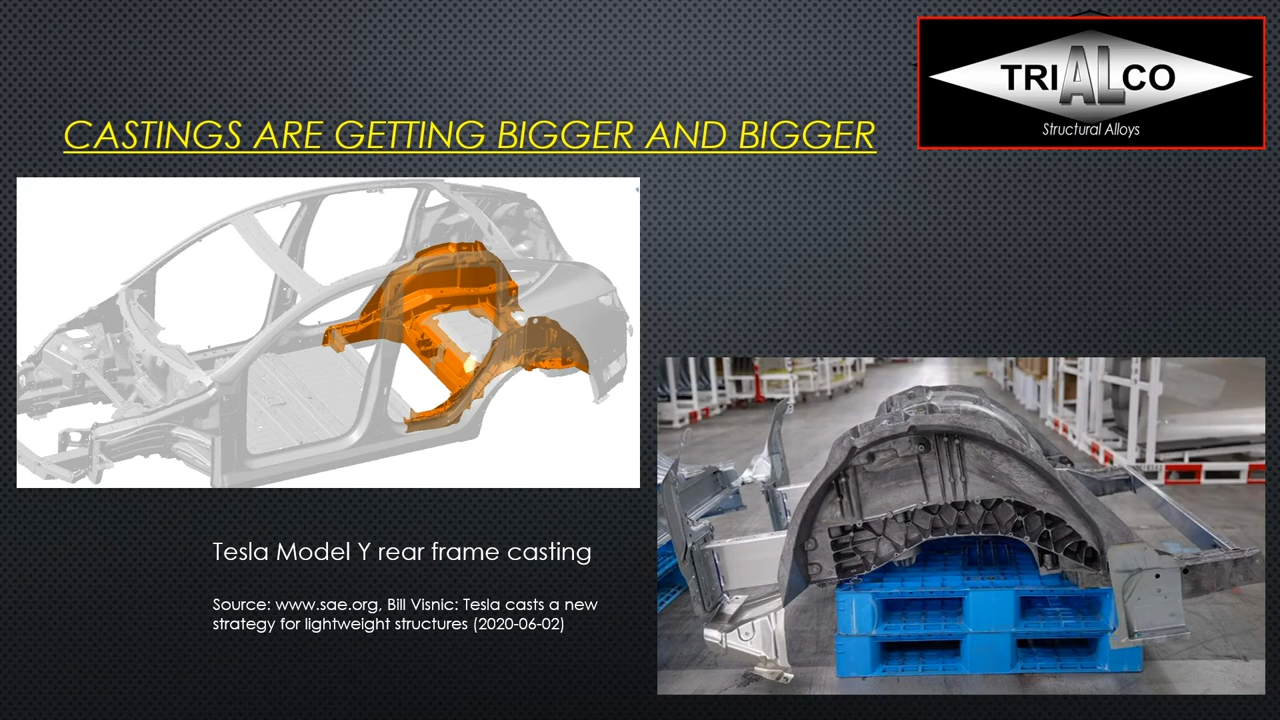 TRIALCO
Structural Alloys
CASTINGS ARE GETTING BIGGER AND BIGGER
Tesla Model Y rear frame casting
Source: www.sae.org, Bill Visnic: Tesla casts a new
strategy for lightweight structures (2020-06-02)